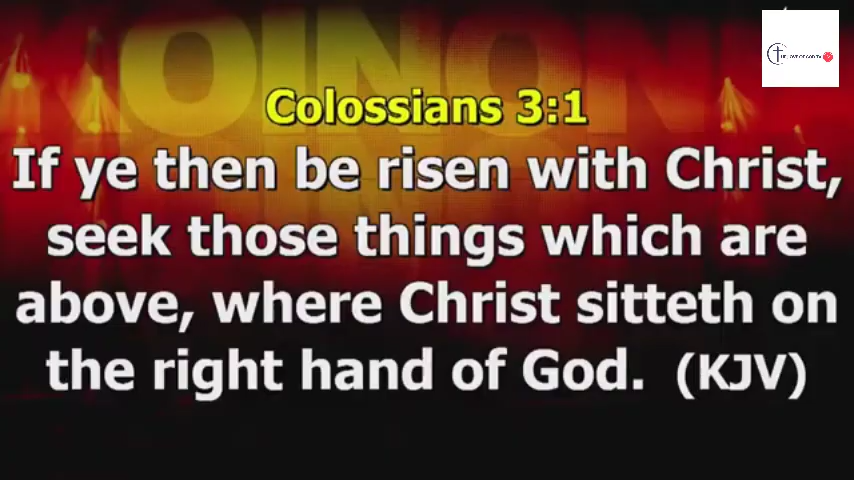 KOINONI
Colossians 3:1
If ye then be risen with Christ,
seek those things which are
above, where Christ sitteth on
the right hand of God. (KJV)